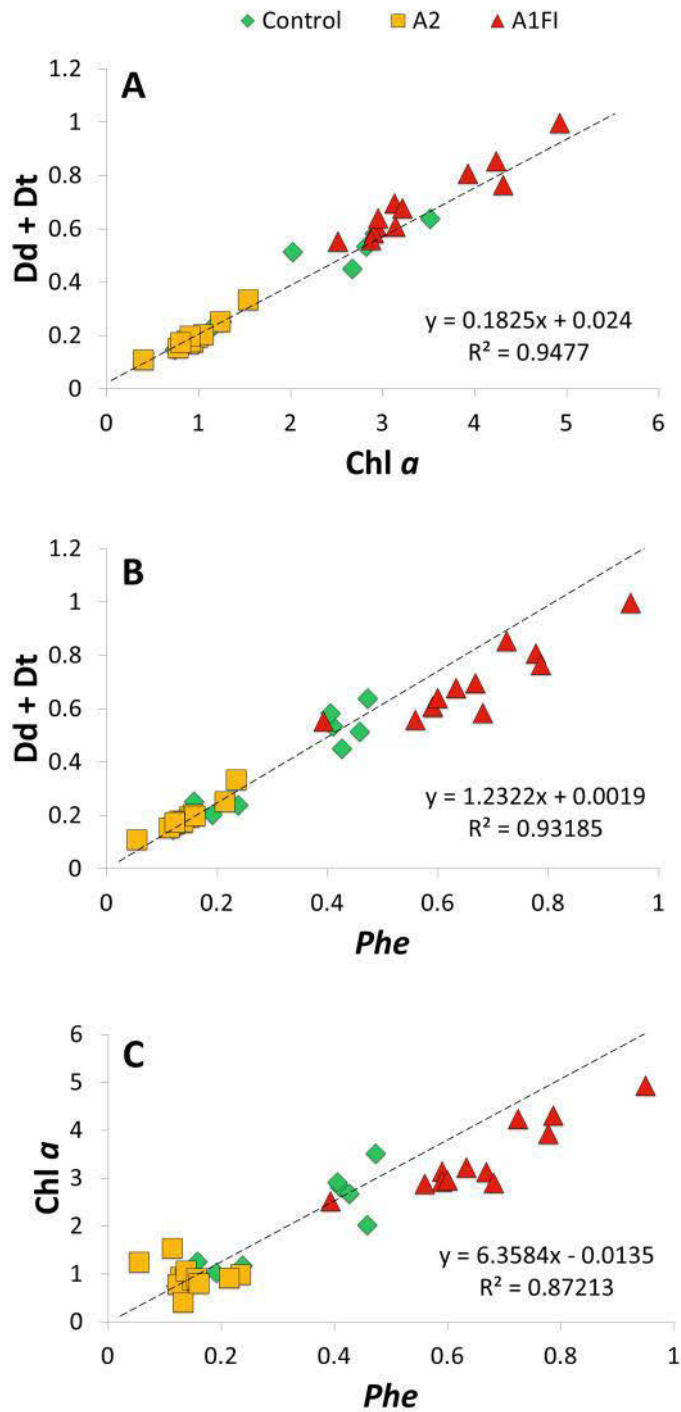 Control A2 A1FI
A
1.2
1
0.8
0.6
0.4
0.2
0
Dd + Dt
y = 0.1825x + 0.024
R² = 0.9477
0 1 2 3 4 5 6
Chl a
B
1.2
1
0.8
0.6
0.4
0.2
0
Dd + Dt
y = 1.2322x + 0.0019
R² = 0.93185
0 0.2 0.4 0.6 0.8 1
Phe
C
6
5
4
3
2
1
0
Chl a
y = 6.3584x - 0.0135
R² = 0.87213
0 0.2 0.4 0.6 0.8 1
Phe